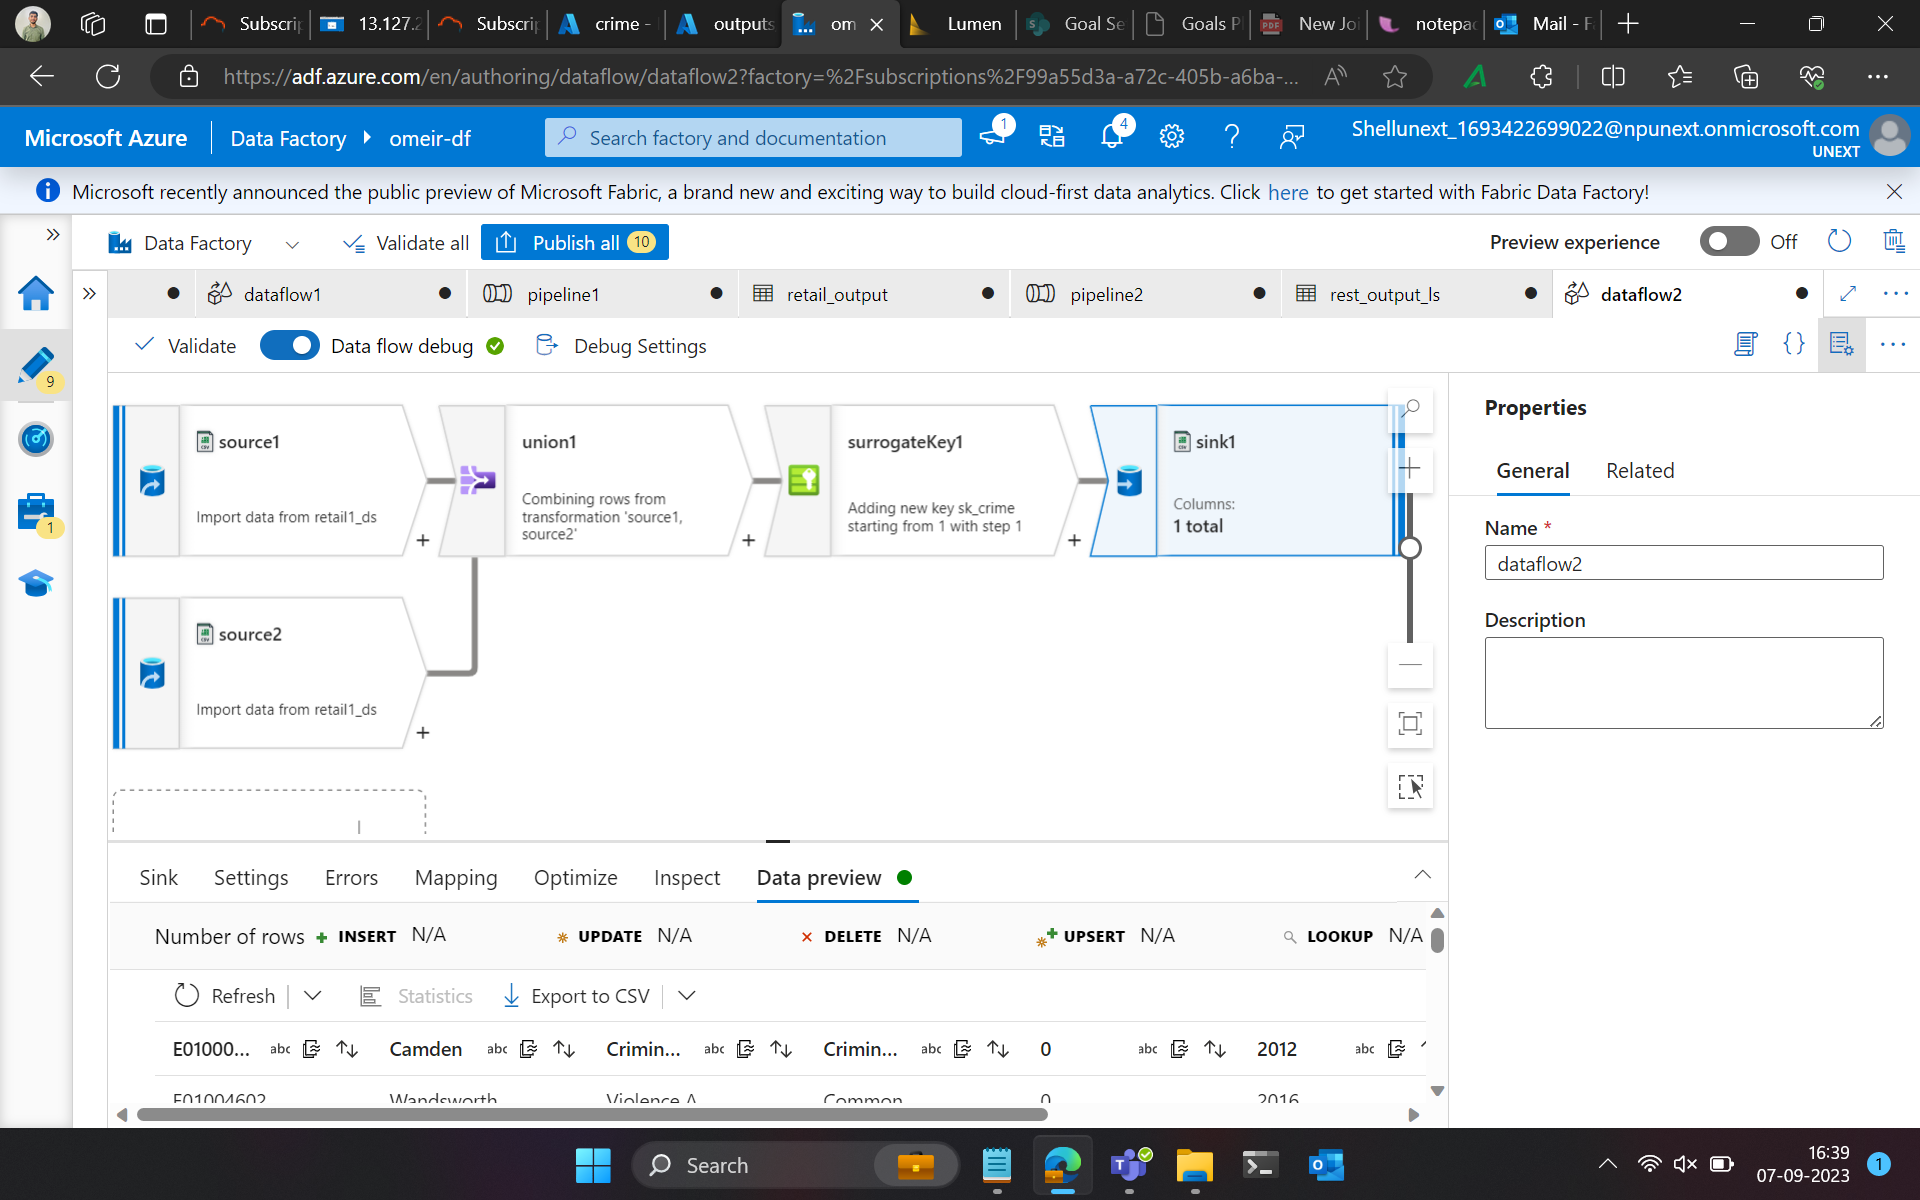 Subscri
13.127.2
Subscrip
crime -
outputs
om
Lumen
Goal Se
Goals P
New Joi
notepad
Mail - F
https://adf.azure.com/en/authoring/dataflow/dataflow2?factory=%2Fsubscriptions%2F99a55d3a-a72c-405b-a6ba-...
Microsoft Azure
Data Factory
omeir-df
Search factory and documentation
1
4
Shellunext_1693422699022@npunext.onmicrosoft.com
UNEXT
Microsoft recently announced the public preview of Microsoft Fabric, a brand new and exciting way to build cloud-first data analytics. Click here to get started with Fabric Data Factory!
Data Factory
Validate all
Publish all 10
Preview experience
Off
dataflow1
pipeline1
retail_output
pipeline2
rest_output_ls
dataflow2
Validate
Data flow debug
Debug Settings
9
1
source1
Import data from retail1_ds
union1
Combining rows from
transformation 'source1,
source2'
surrogateKey1
Adding new key sk_crime
starting from 1 with step 1
sink1
Columns:
1 total
source2
Import data from retail1_ds
Properties
General
Related
Name *
dataflow2
Description
Sink
Settings
Errors
Mapping
Optimize
Inspect
Data preview
Number of rows
INSERT N/A
UPDATE N/A
DELETE N/A
UPSERT N/A
LOOKUP N/A
Refresh
Statistics
Export to CSV
E01000... abc
Camden abc
Crimin... abc
Crimin... abc
0 abc
2012 abc
E01004602
Wandsworth
Violence A
Common
0
2016
Search
16:39
07-09-2023
1